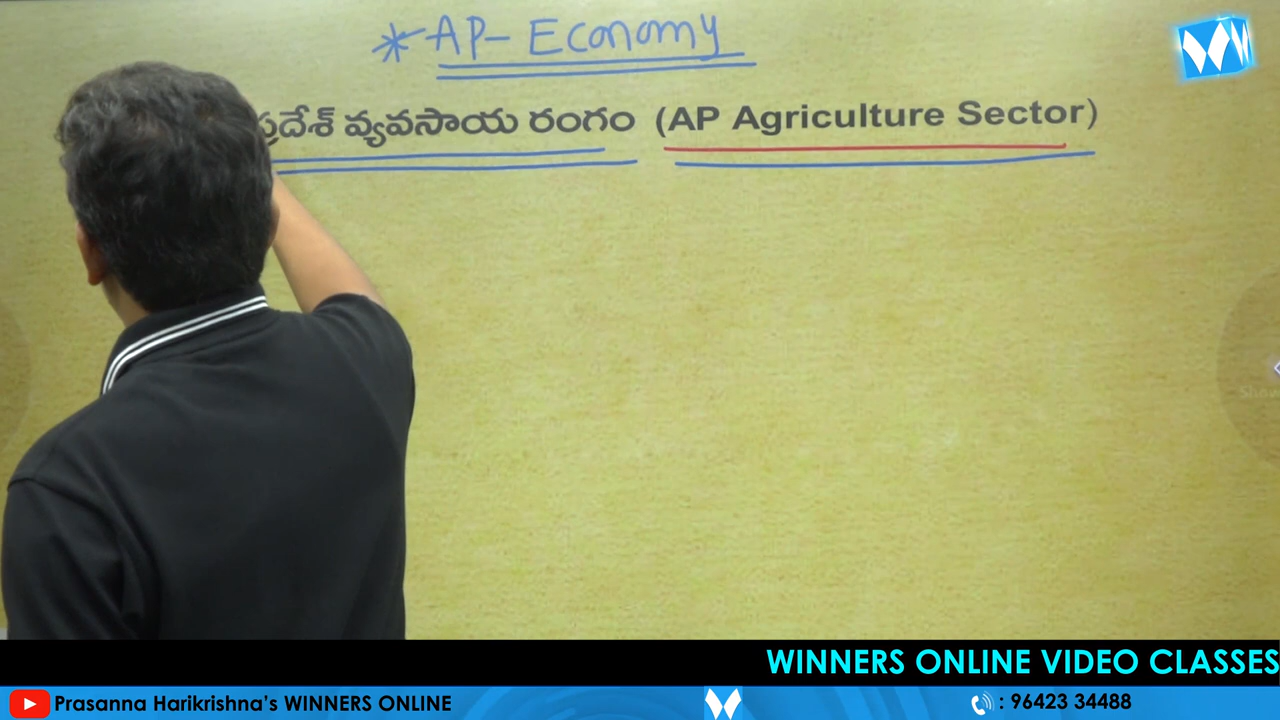 * AP- Economy
ప్రదేశ్ వ్యవసాయ రంగం (AP Agriculture Sector)
WINNERS ONLINE VIDEO CLASSES
Prasanna Harikrishna's WINNERS ONLINE
: 96423 34488